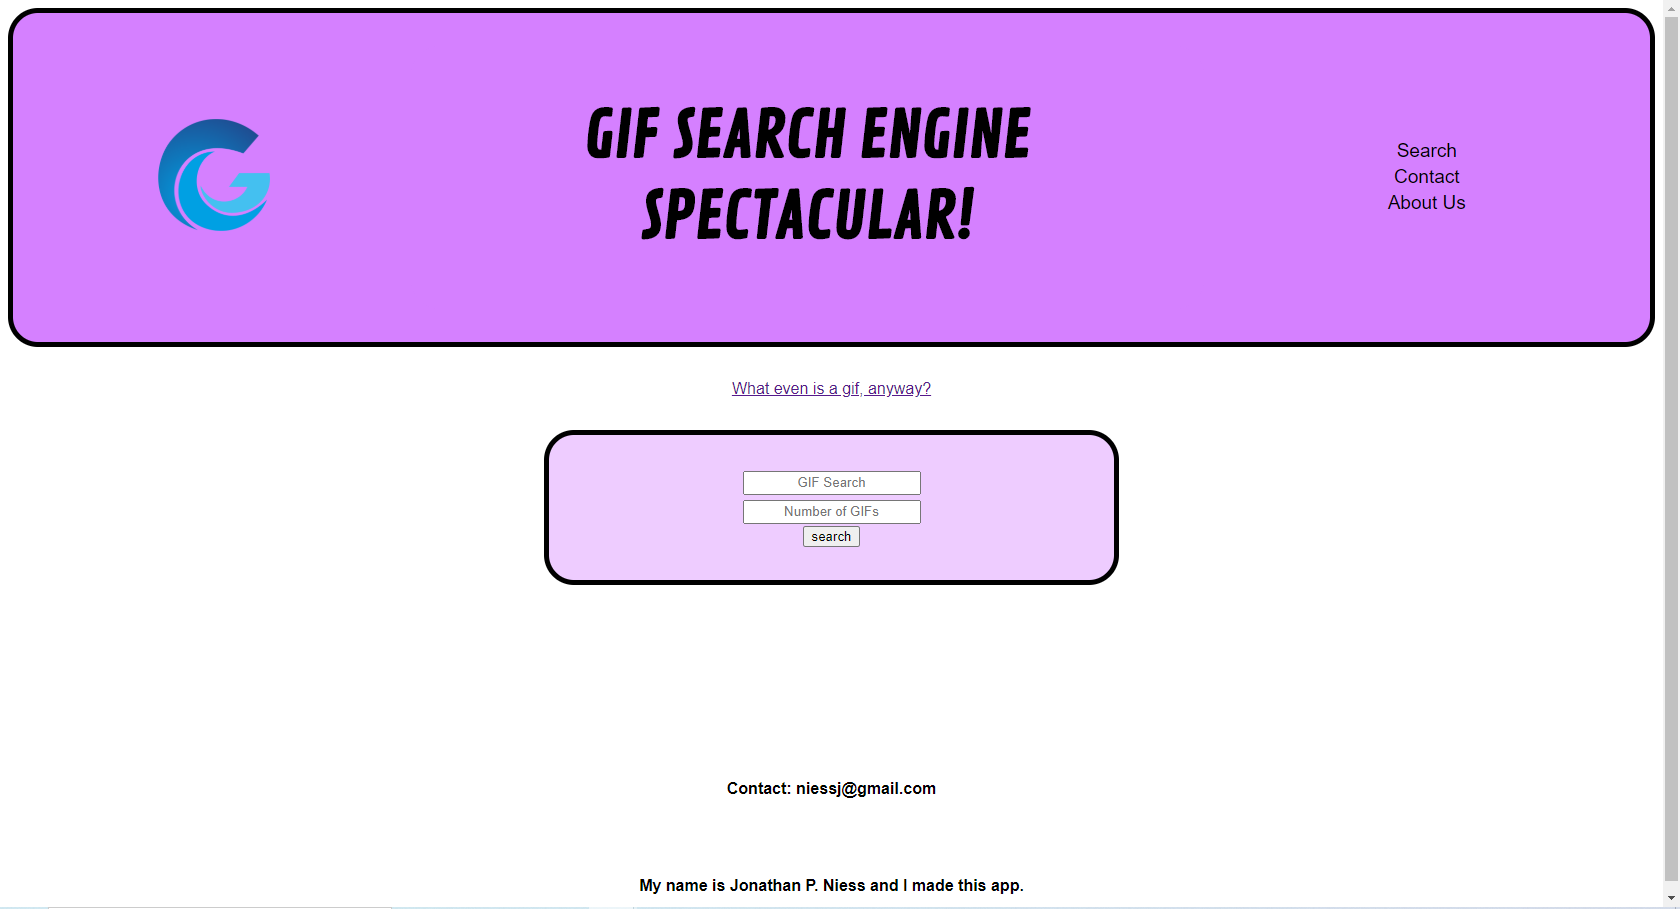 GIF SEARCH ENGINE
SPECTACULAR!
Search
Contact
About Us
What even is a gif, anyway?
GIF Search
Number of GIFs
search
Contact: niessj@gmail.com
My name is Jonathan P. Niess and I made this app.